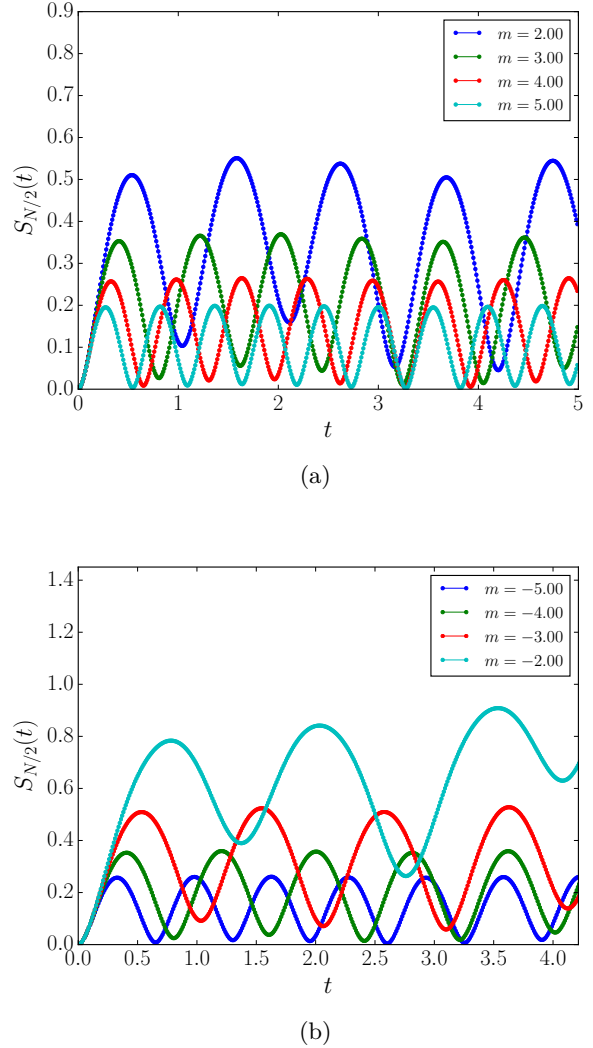 0.9
0.8
0.7
0.6
0.5
0.4
0.3
0.2
0.1
0.0
S_{N/2}(t)
m = 2.00
m = 3.00
m = 4.00
m = 5.00
0 1 2 3 4 5
t
(a)
1.4
1.2
1.0
0.8
0.6
0.4
0.2
0.0
S_{N/2}(t)
m = −5.00
m = −4.00
m = −3.00
m = −2.00
0.0 0.5 1.0 1.5 2.0 2.5 3.0 3.5 4.0
t
(b)